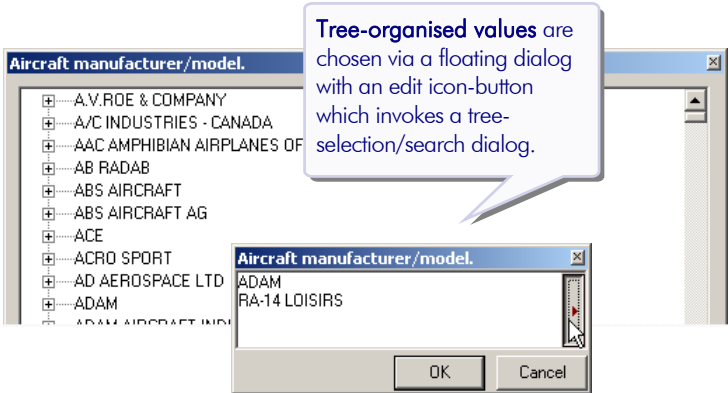 Tree-organised values are
chosen via a floating dialog
with an edit icon-button
which invokes a tree-
selection/search dialog.
Aircraft manufacturer/model.
A.V.ROE & COMPANY
A/C INDUSTRIES - CANADA
AAC AMPHIBIAN AIRPLANES OF
AB RADAB
ABS AIRCRAFT
ABS AIRCRAFT AG
ACE
ACRO SPORT
AD AEROSPACE LTD
ADAM
ADAM AIRCRAFT
Aircraft manufacturer/model.
ADAM
RA-14 LOISIRS
OK
Cancel